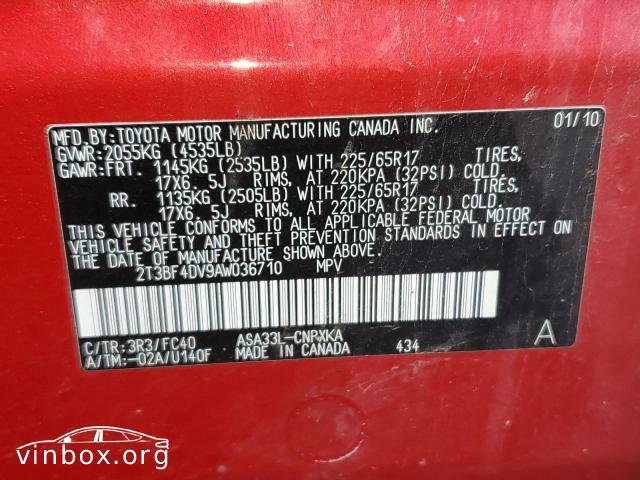 MFD.BY:TOYOTA MOTOR MANUFACTURING CANADA INC. 01/10
GVWR:2055KG (4535LB)
GAWR:FRT. 1145KG (2535LB) WITH 225/65R17 TIRES,
17X6. 5J RIMS, AT 220KPA (32PSI) COLD.
RR. 1135KG (2505LB) WITH 225/65R17 TIRES,
17X6. 5J RIMS, AT 220KPA (32PSI) COLD.
THIS VEHICLE CONFORMS TO ALL APPLICABLE FEDERAL MOTOR
VEHICLE SAFETY AND THEFT PREVENTION STANDARDS IN EFFECT ON
THE DATE OF MANUFACTURE SHOWN ABOVE.
2T3BF4DV9AW036710 MPV
C/TR:3R3/FC40 ASA33L-CNPXKA A
A/TM:-02A/U140F MADE IN CANADA 434
vinbox.org